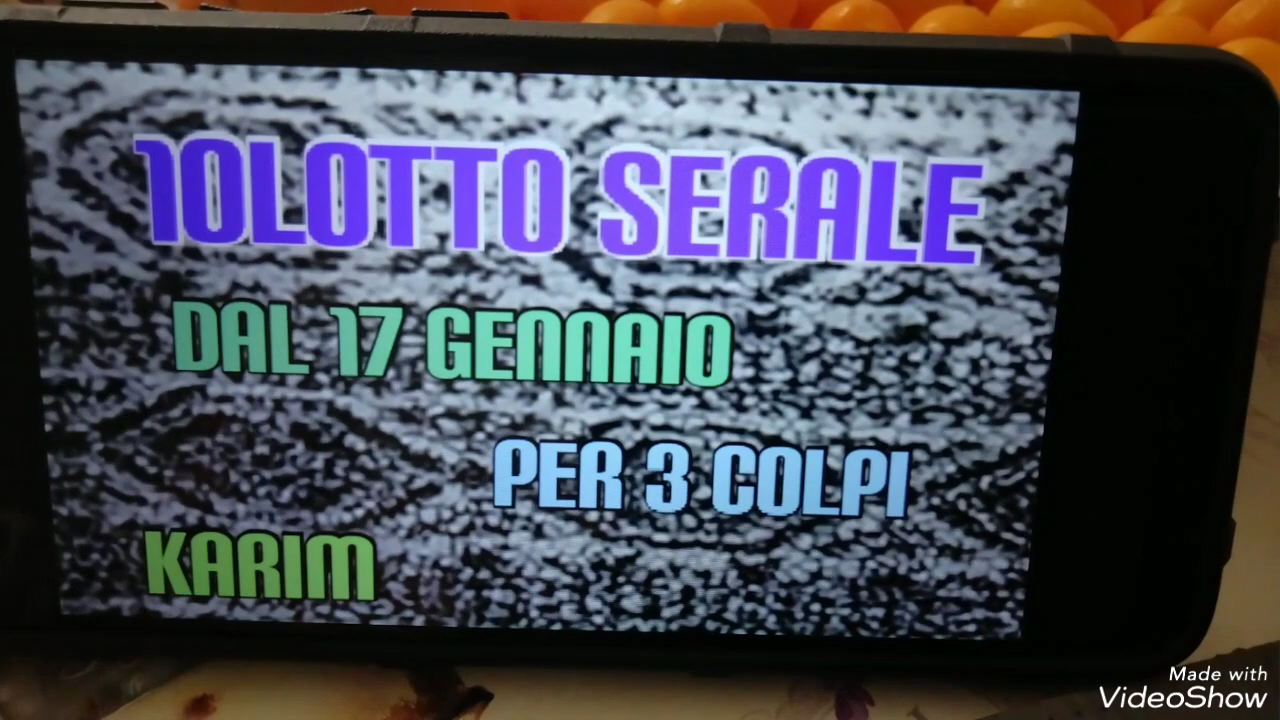 10LOTTO SERALE
DAL 17 GENNAIO
PER 3 COLPI
KARIM
Made with
VideoShow